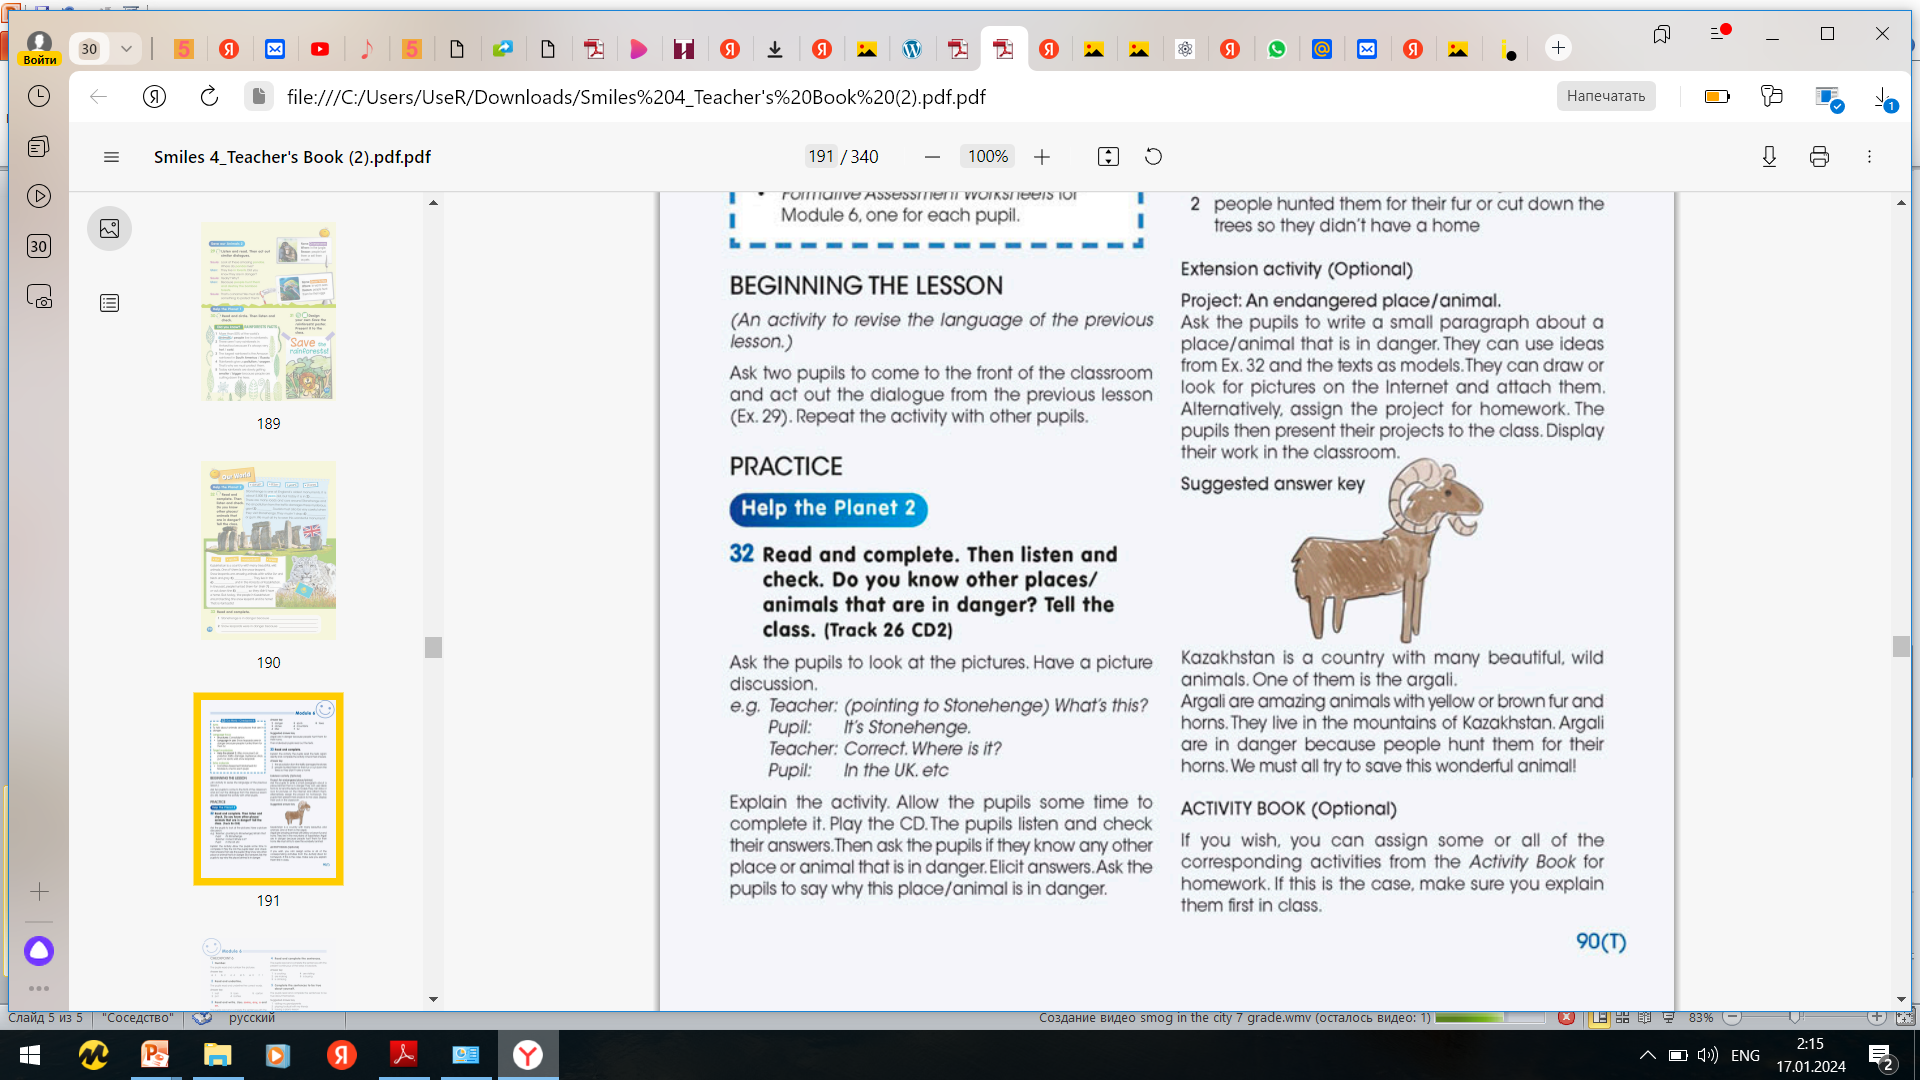 30
Войти
file:///C:/Users/UseR/Downloads/Smiles%204_Teacher's%20Book%20(2).pdf.pdf
Напечатать
1
Smiles 4_Teacher's Book (2).pdf.pdf
191 / 340
100%
30
189
190
191
Formative Assessment Worksheets for
Module 6, one for each pupil.
BEGINNING THE LESSON
(An activity to revise the language of the previous
lesson.)
Ask two pupils to come to the front of the classroom
and act out the dialogue from the previous lesson
(Ex. 29). Repeat the activity with other pupils.
PRACTICE
Help the Planet 2
32 Read and complete. Then listen and
check. Do you know other places/
animals that are in danger? Tell the
class. (Track 26 CD2)
Ask the pupils to look at the pictures. Have a picture
discussion.
e.g. Teacher: (pointing to Stonehenge) What's this?
Pupil: It's Stonehenge.
Teacher: Correct. Where is it?
Pupil: In the UK. etc
Explain the activity. Allow the pupils some time to
complete it. Play the CD. The pupils listen and check
their answers. Then ask the pupils if they know any other
place or animal that is in danger. Elicit answers. Ask the
pupils to say why this place/animal is in danger.
2 people hunted them for their fur or cut down the
trees so they didn't have a home
Extension activity (Optional)
Project: An endangered place/animal.
Ask the pupils to write a small paragraph about a
place/animal that is in danger. They can use ideas
from Ex. 32 and the texts as models. They can draw or
look for pictures on the Internet and attach them.
Alternatively, assign the project for homework. The
pupils then present their projects to the class. Display
their work in the classroom.
Suggested answer key
Kazakhstan is a country with many beautiful, wild
animals. One of them is the argali.
Argali are amazing animals with yellow or brown fur and
horns. They live in the mountains of Kazakhstan. Argali
are in danger because people hunt them for their
horns. We must all try to save this wonderful animal!
ACTIVITY BOOK (Optional)
If you wish, you can assign some or all of the
corresponding activities from the Activity Book for
homework. If this is the case, make sure you explain
them first in class.
90(T)
Слайд 5 из 5 "Соседство" русский
Создание видео smog in the city 7 grade.wmv (осталось видео: 1)
83%
ENG
2:15
17.01.2024
2